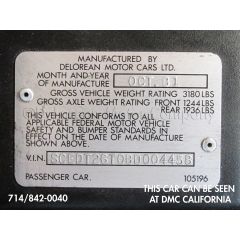 MANUFACTURED BY
DELOREAN MOTOR CARS LTD.
MONTH AND YEAR
OF MANUFACTURE OCT. 81
GROSS VEHICLE WEIGHT RATING 3180 LBS
GROSS AXLE WEIGHT RATING FRONT 1244 LBS
REAR 1936 LBS
THIS VEHICLE CONFORMS TO ALL
APPLICABLE FEDERAL MOTOR VEHICLE
SAFETY AND BUMPER STANDARDS IN
EFFECT ON THE DATE OF MANUFACTURE
SHOWN ABOVE.
V.I.N.
PASSENGER CAR. 105196
THIS CAR CAN BE SEEN
714/842-0040 AT DMC CALIFORNIA